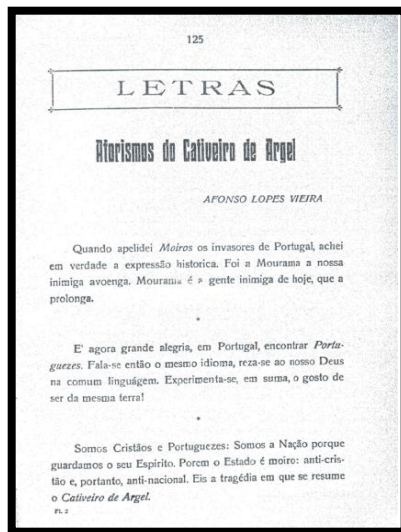 125
LETRAS
Aforismos do Cativeiro de Argel
AFONSO LOPES VIEIRA
Quando apelidei Moiros os invasores de Portugal, achei
em verdade a expressão historica. Foi a Mourama a nossa
inimiga avoenga. Mourama é a gente inimiga de hoje, que a
prolonga.
*
E' agora grande alegria, em Portugal, encontrar Portu-
guezes. Fala-se então o mesmo idioma, reza-se ao nosso Deus
na comum linguágem. Experimenta-se, em suma, o gosto de
ser da mesma terra!
*
Somos Cristãos e Portuguezes: Somos a Nação porque
guardamos o seu Espirito. Porem o Estado é moiro: anti-cris-
tão e, portanto, anti-nacional. Eis a tragédia em que se resume
o Cativeiro de Argel.
Fl. 2